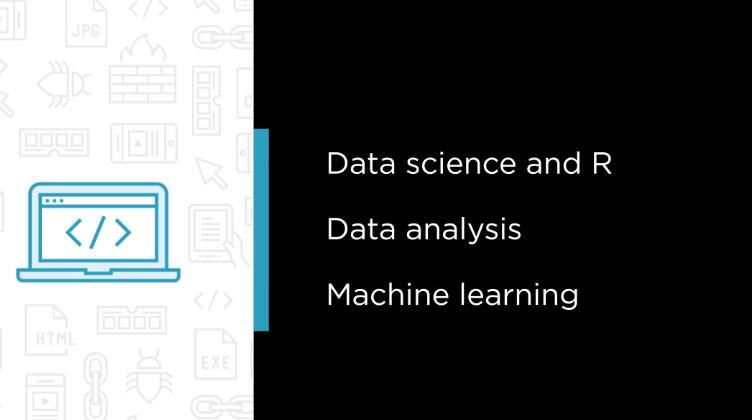 JPG
C
Data science and R
</>
Data analysis
Machine learning
</>
HTML
EXE